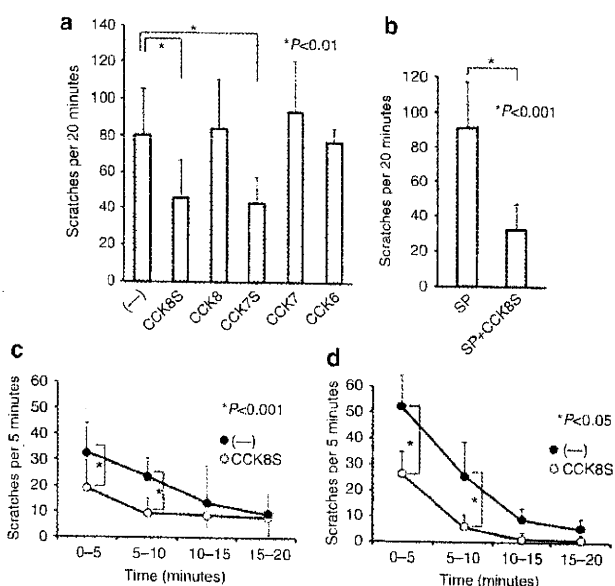 a
Scratches per 20 minutes
140
120
100
80
60
40
20
0
*
*
*P<0.01
(—)
CCK8S
CCK8
CCK7S
CCK7
CCK6
b
Scratches per 20 minutes
120
100
80
60
40
20
0
*
*P<0.001
SP
SP+CCK8S
c
Scratches per 5 minutes
60
50
40
30
20
10
0
*
*
*P<0.001
(—)
CCK8S
0–5
5–10
10–15
15–20
Time (minutes)
d
Scratches per 5 minutes
60
50
40
30
20
10
0
*
*
*P<0.05
(—)
CCK8S
0–5
5–10
10–15
15–20
Time (minutes)